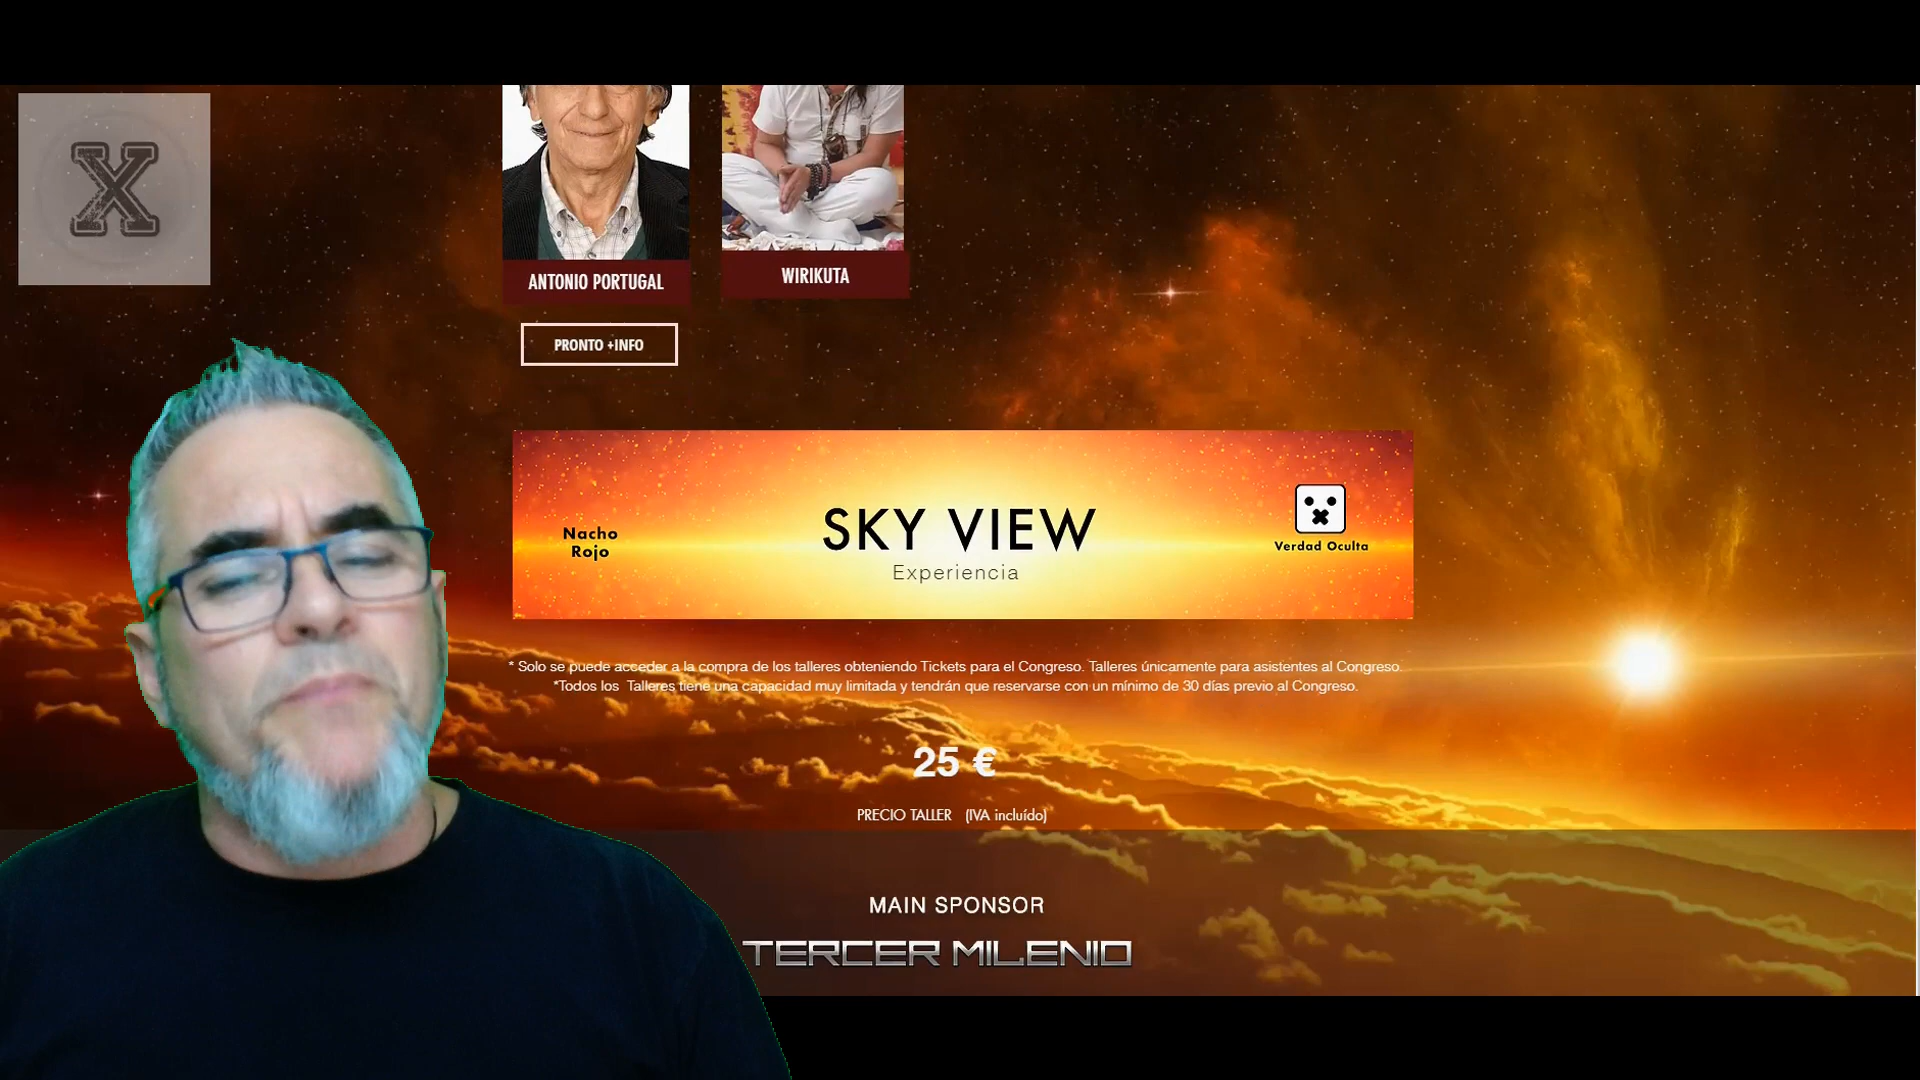 X
ANTONIO PORTUGAL
WIRIKUTA
PRONTO +INFO
Nacho
Rojo
SKY VIEW
Experiencia
Verdad Oculta
* Solo se puede acceder a la compra de los talleres obteniendo Tickets para el Congreso. Talleres únicamente para asistentes al Congreso.
*Todos los Talleres tiene una capacidad muy limitada y tendrán que reservarse con un mínimo de 30 días previo al Congreso.
25 €
PRECIO TALLER (IVA incluído)
MAIN SPONSOR
TERCER MILENIO